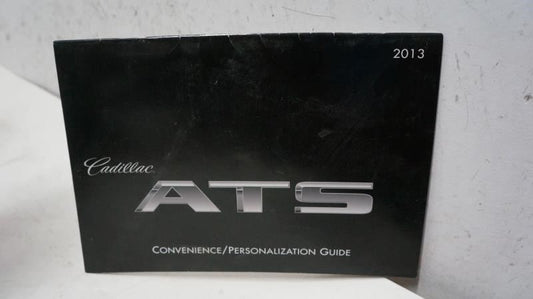 2013
Cadillac
ATS
CONVENIENCE/PERSONALIZATION GUIDE